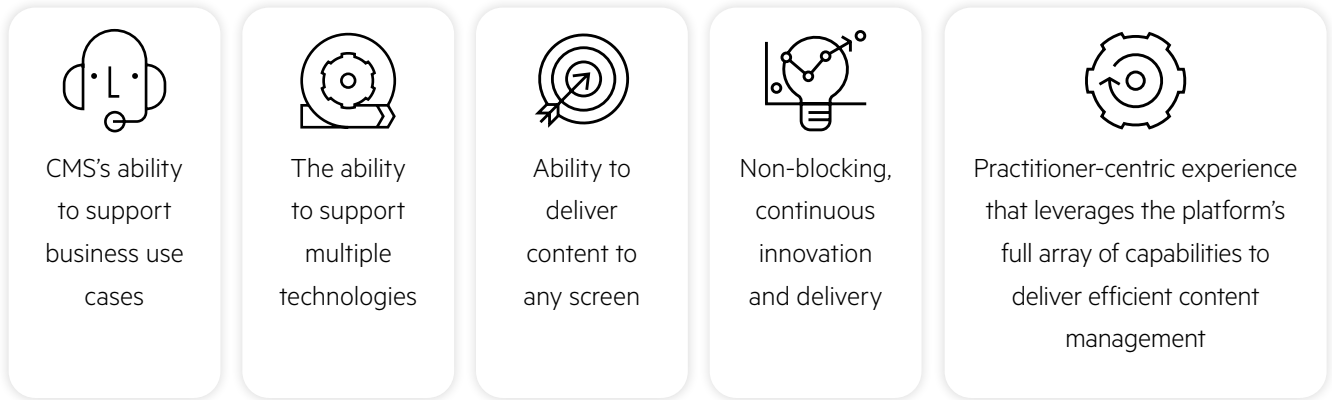 CMS’s ability
to support
business use
cases
The ability
to support
multiple
technologies
Ability to
deliver
content to
any screen
Non-blocking,
continuous
innovation
and delivery
Practitioner-centric experience
that leverages the platform’s
full array of capabilities to
deliver efficient content
management